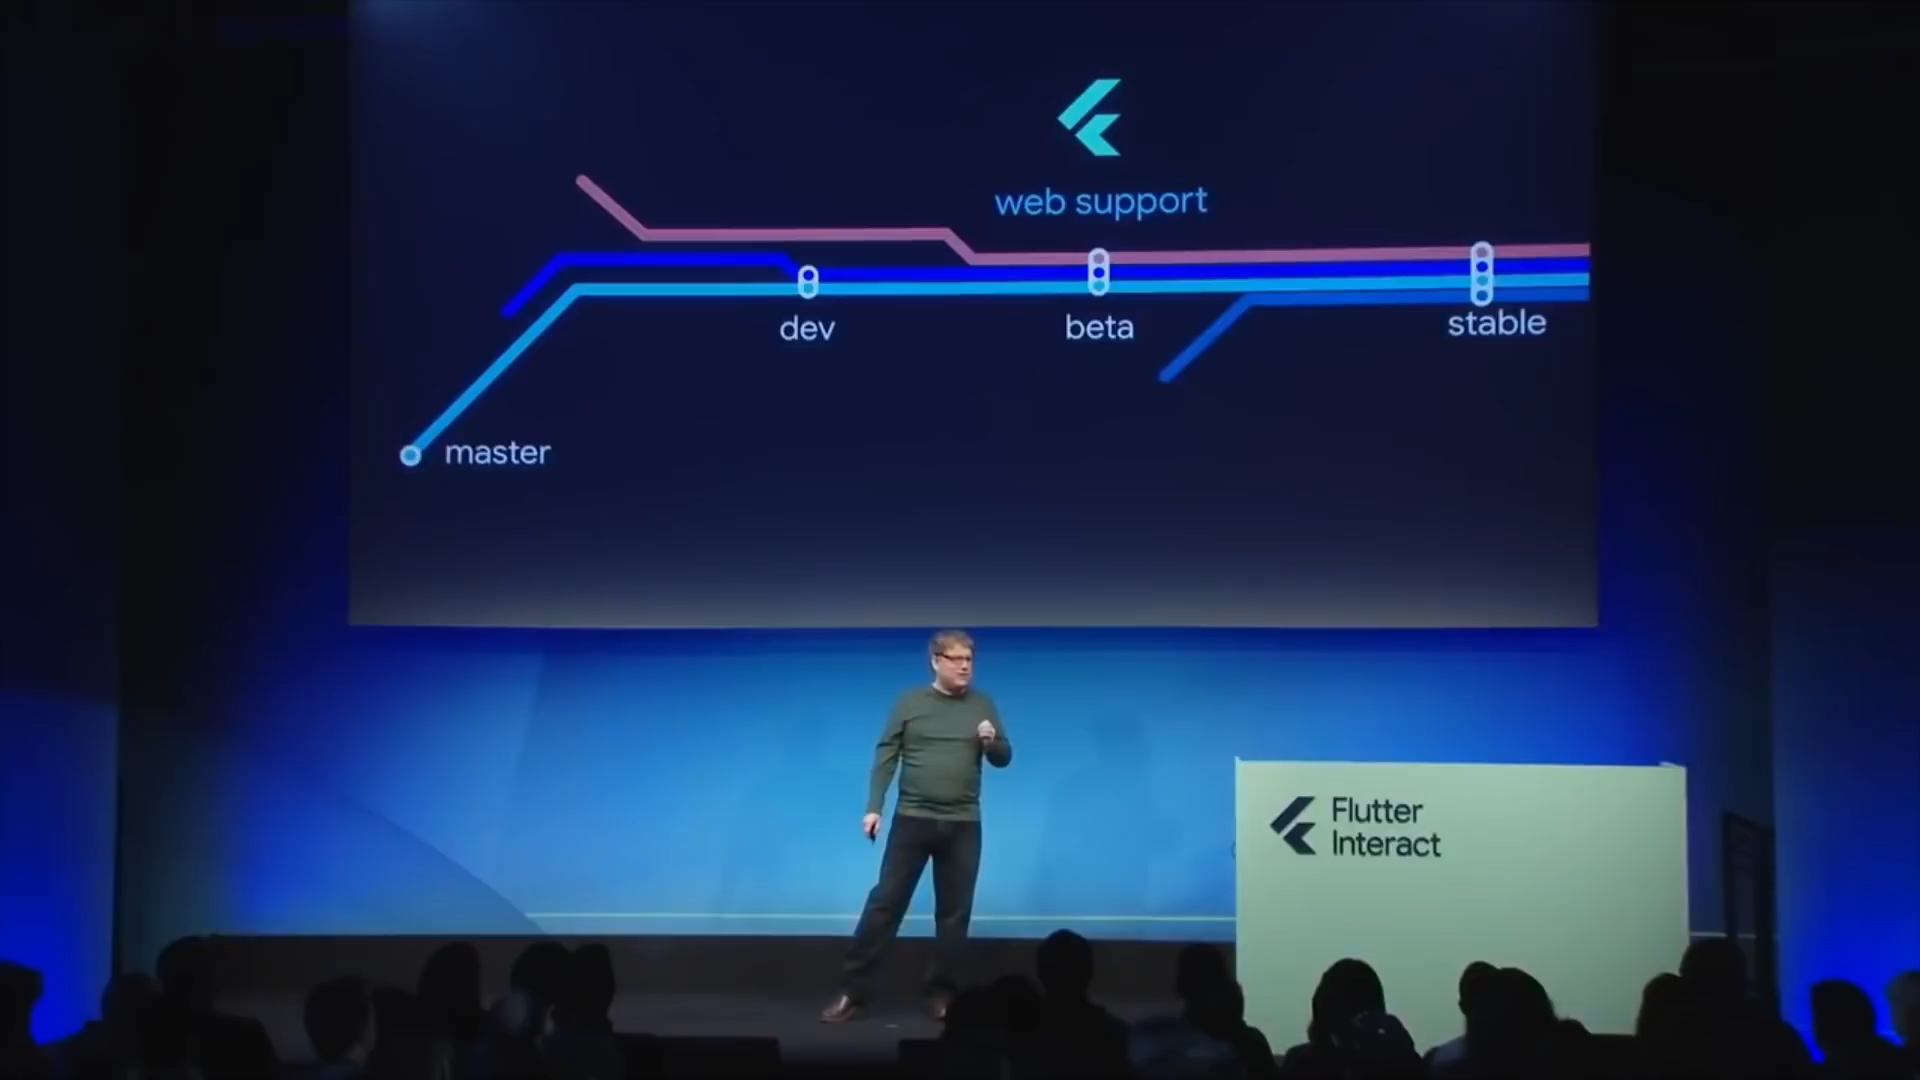 web support
dev
beta
stable
master
Flutter
Interact